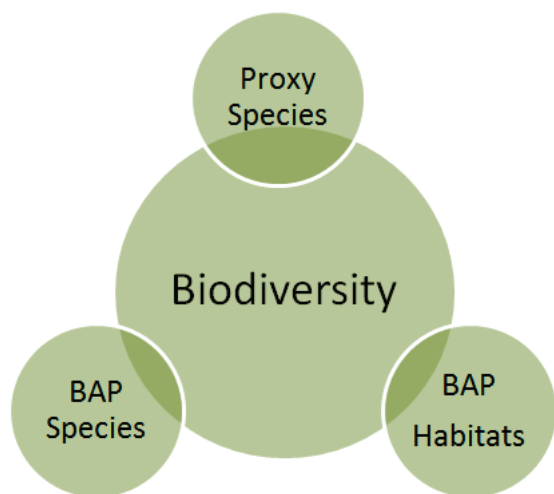 Proxy
Species
Biodiversity
BAP
Species
BAP
Habitats